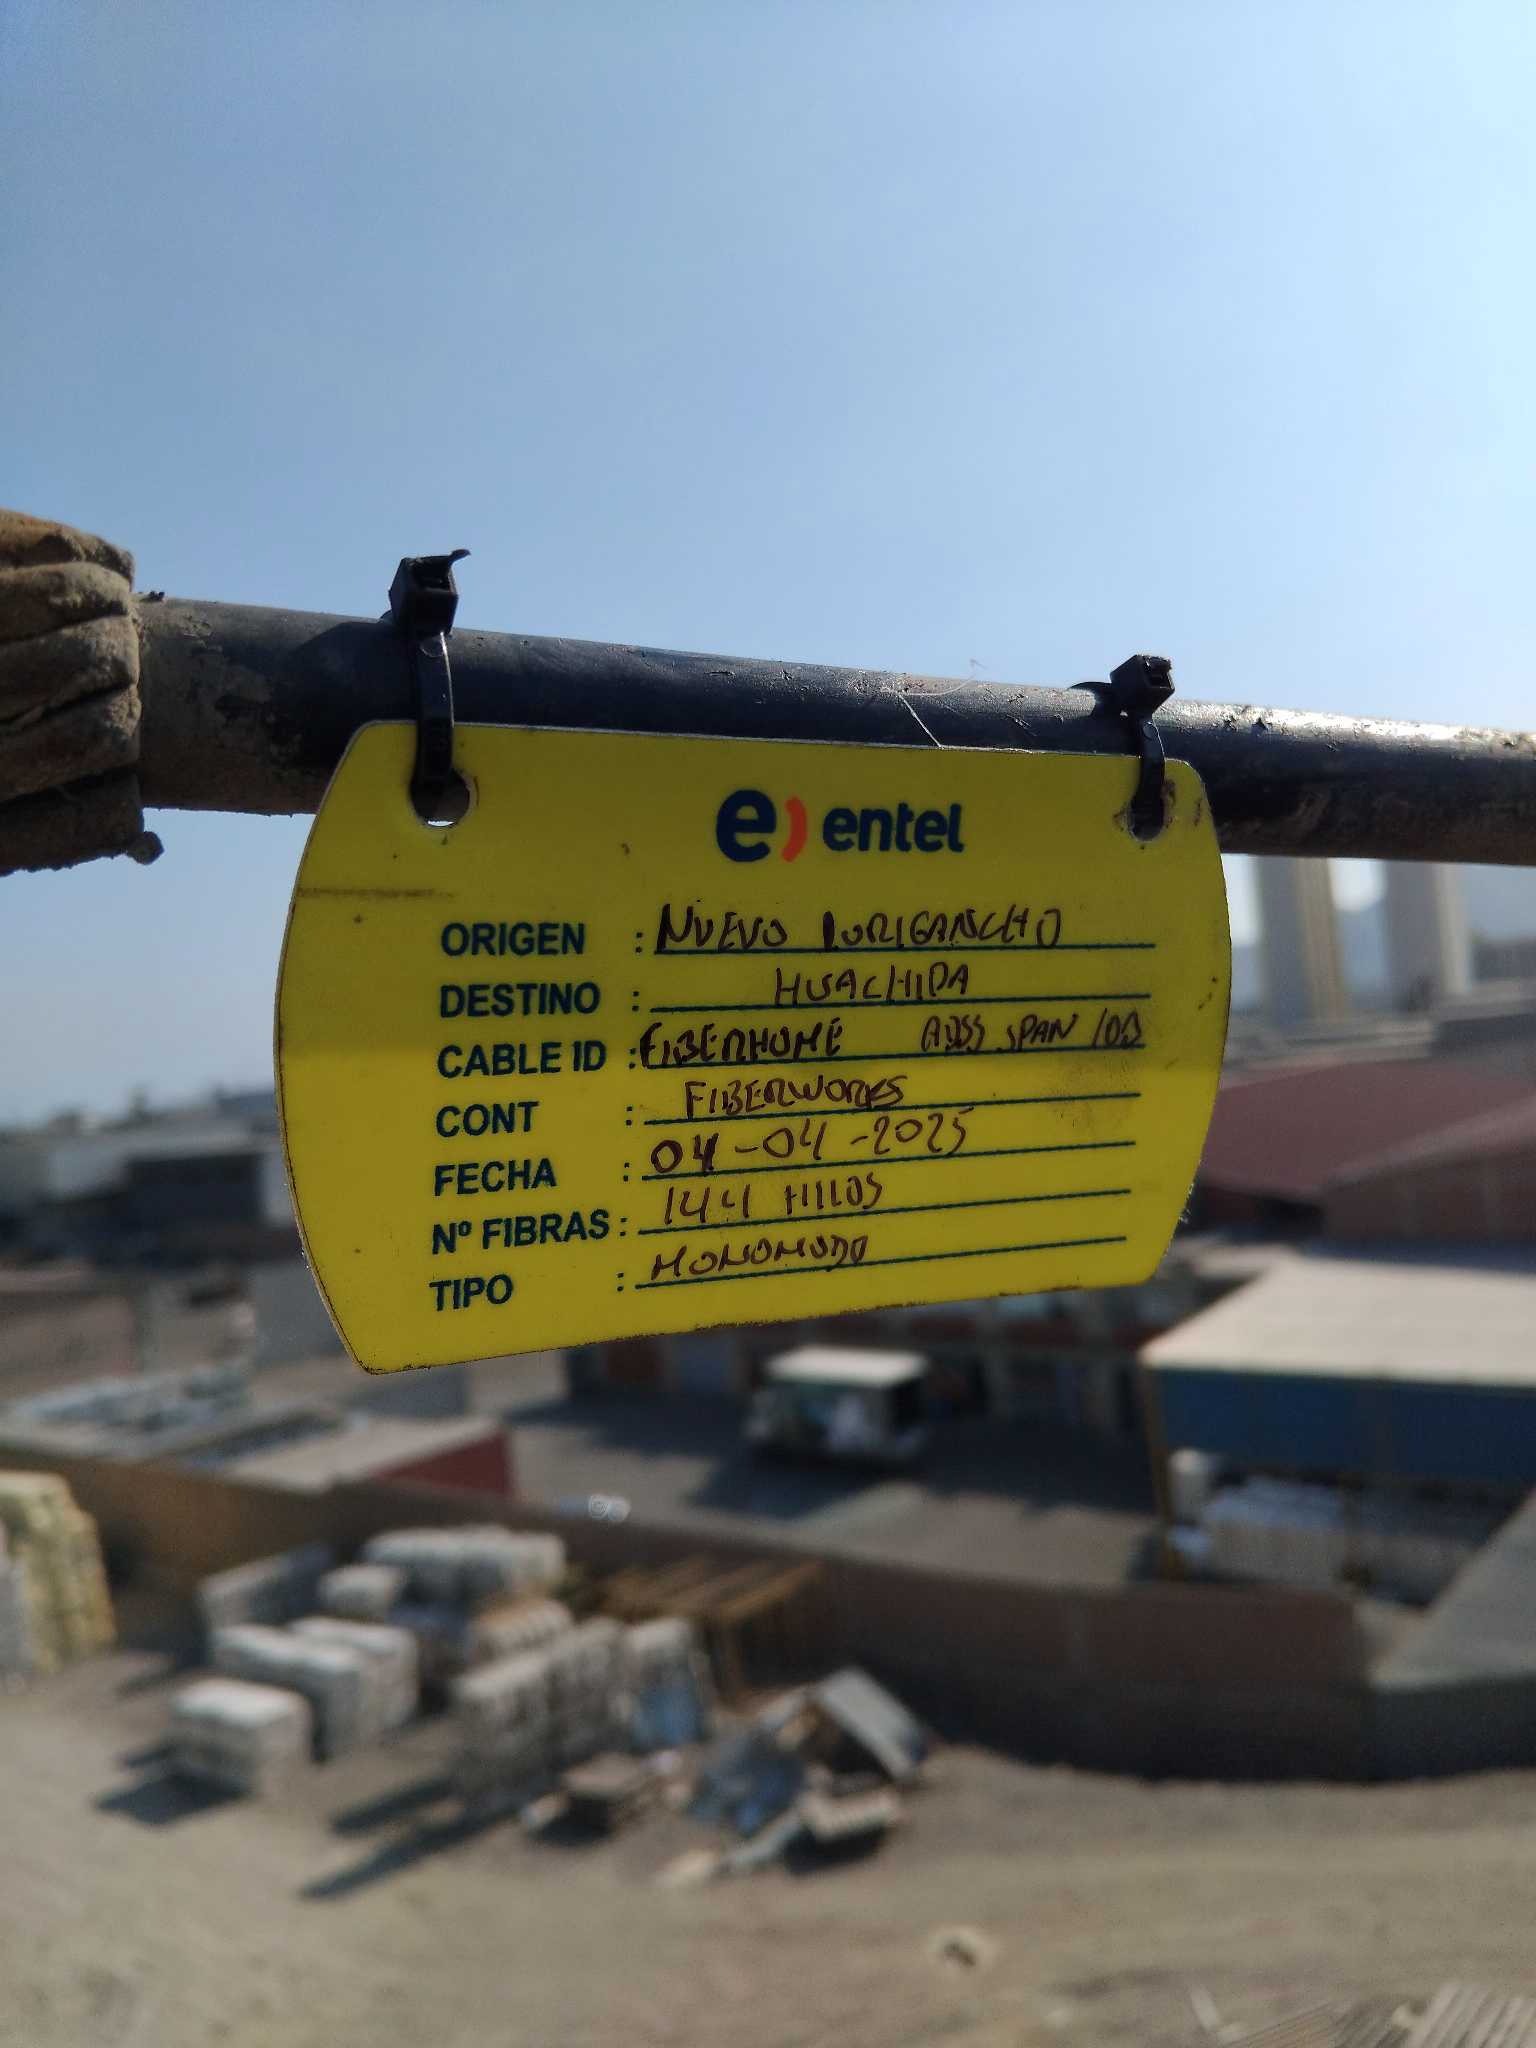 e) entel
ORIGEN : NUEVO LURIGANCHO
DESTINO : HUACHIPA
CABLE ID : FIBERHOME ADSS SPAN 100
CONT : FIBERWORKS
FECHA : 04-04-2025
Nº FIBRAS : 144 HILOS
TIPO : MONOMODO